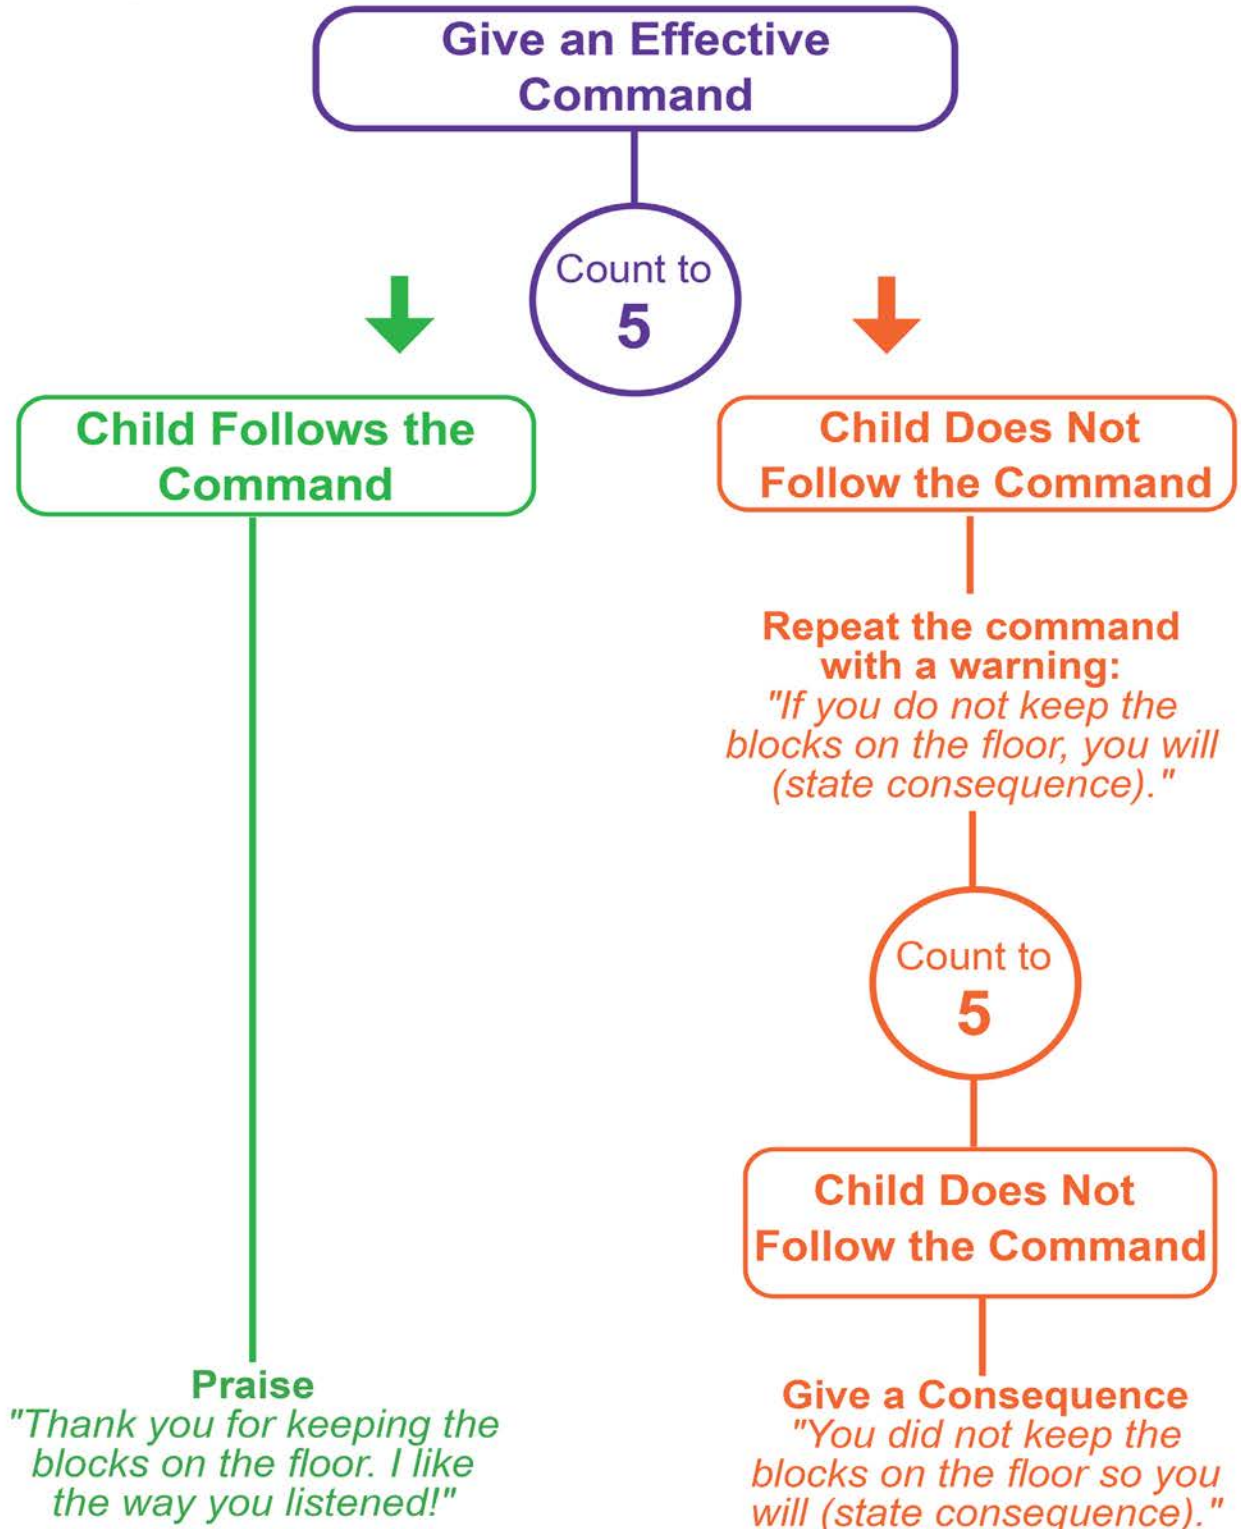 Give an Effective
Command
Count to
5
Child Follows the
Command
Praise
"Thank you for keeping the
blocks on the floor. I like
the way you listened!"
Child Does Not
Follow the Command
Repeat the command
with a warning:
"If you do not keep the
blocks on the floor, you will
(state consequence)."
Count to
5
Child Does Not
Follow the Command
Give a Consequence
"You did not keep the
blocks on the floor so you
will (state consequence)."